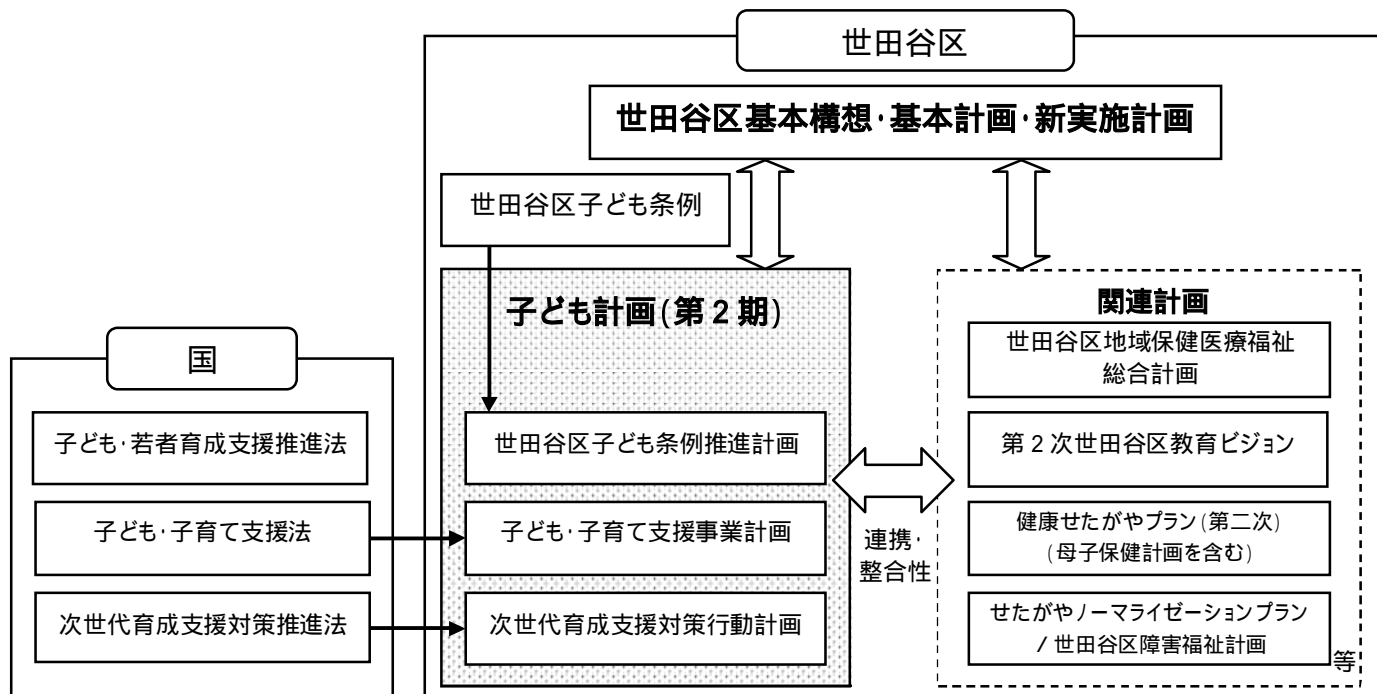 世田谷区
世田谷区基本構想・基本計画・新実施計画
世田谷区子ども条例
子ども計画(第２期)
世田谷区子ども条例推進計画
子ども・子育て支援事業計画
次世代育成支援対策行動計画
国
子ども・若者育成支援推進法
子ども・子育て支援法
次世代育成支援対策推進法
連携・
整合性
関連計画
世田谷区地域保健医療福祉
総合計画
第２次世田谷区教育ビジョン
健康せたがやプラン(第二次)
(母子保健計画を含む)
せたがやノーマライゼーションプラン
/世田谷区障害福祉計画
等